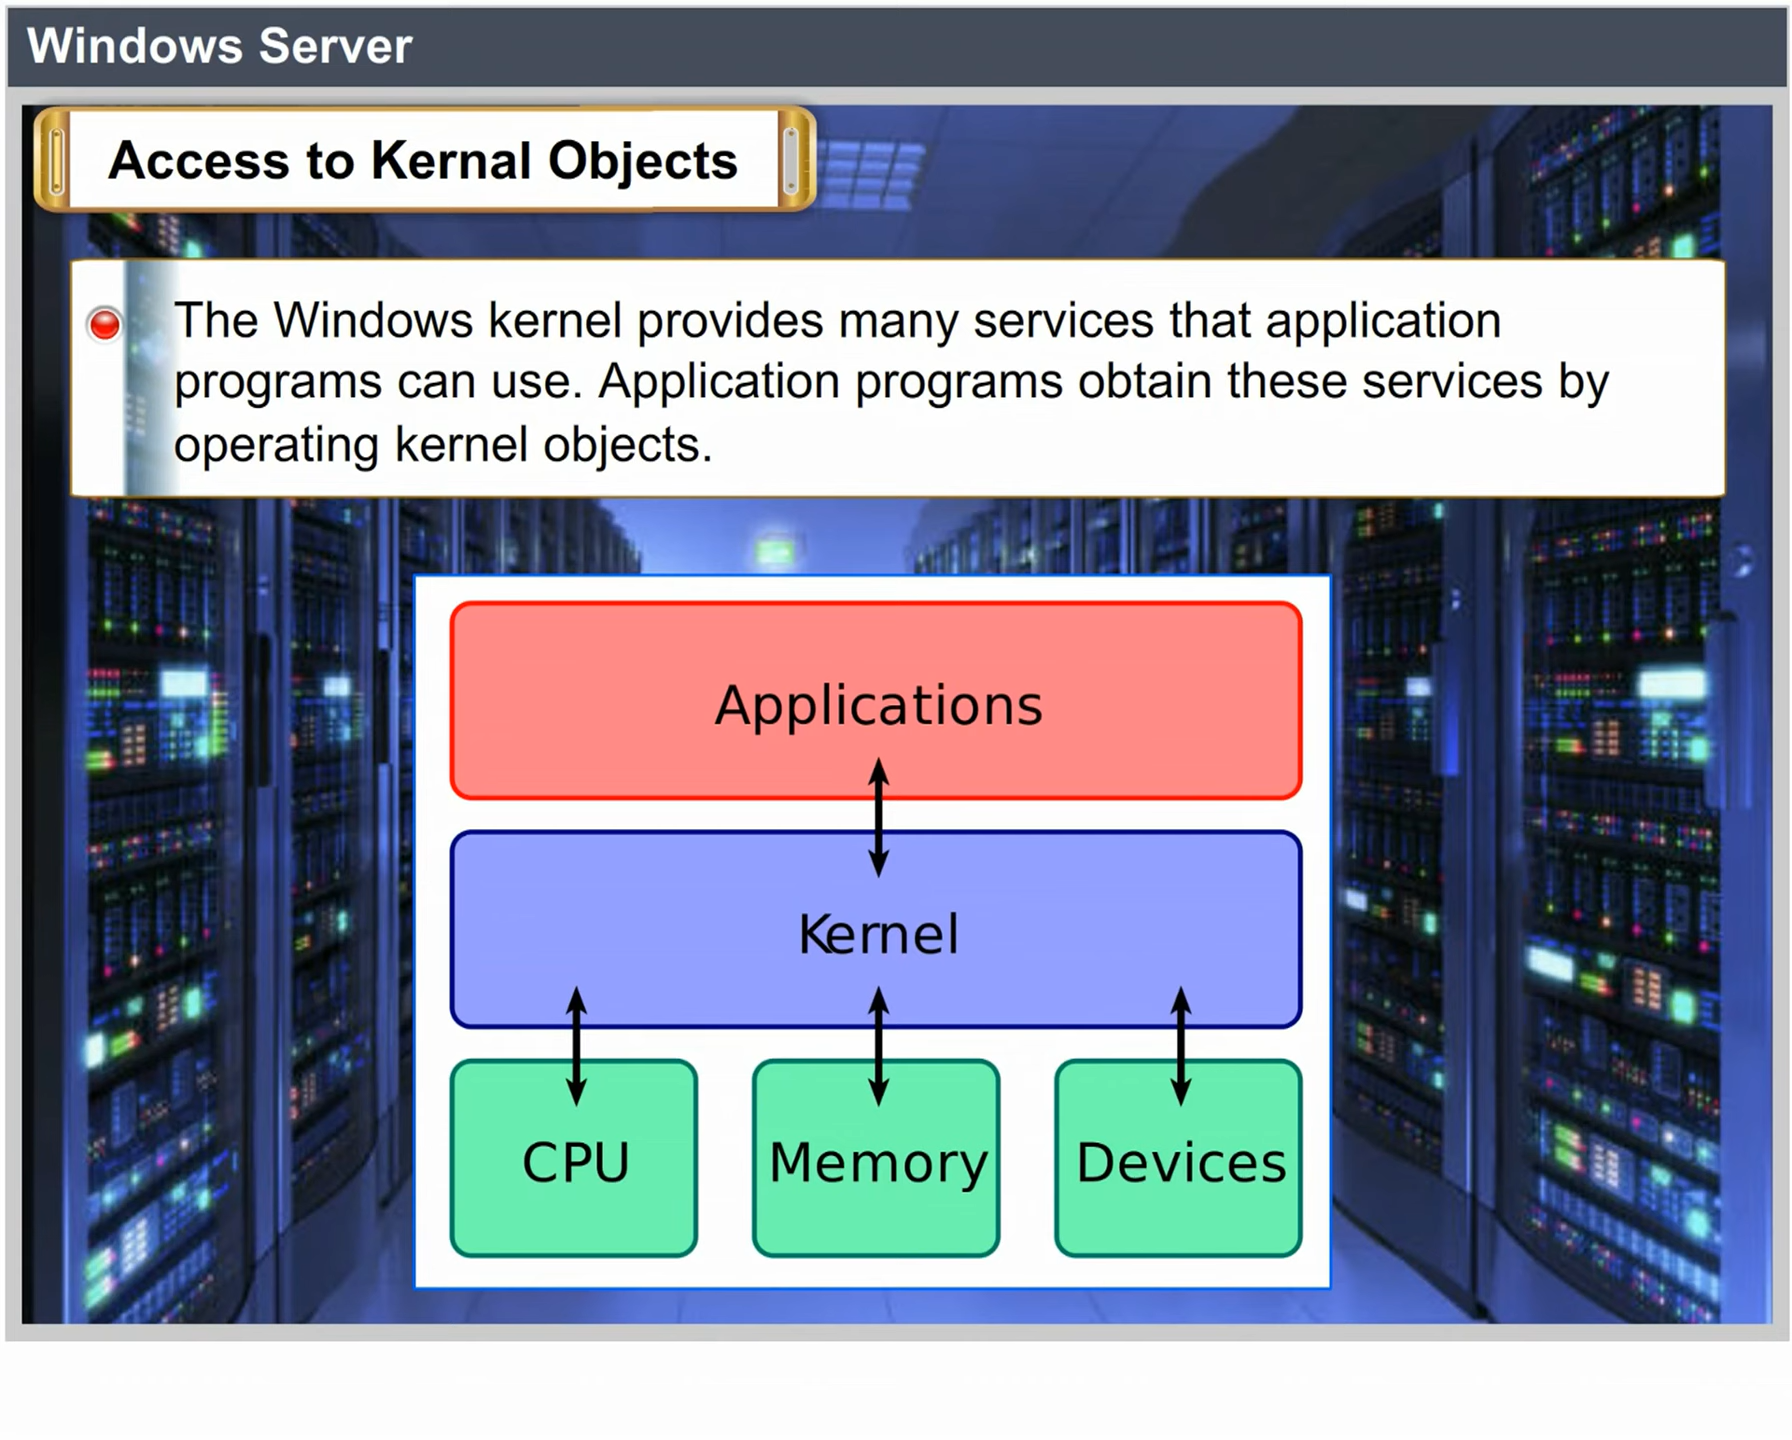 Windows Server
Access to Kernal Objects
The Windows kernel provides many services that application
programs can use. Application programs obtain these services by
operating kernel objects.
Applications
Kernel
CPU
Memory
Devices